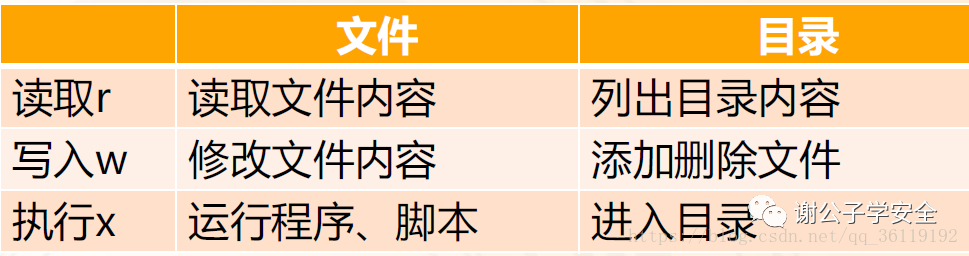 文件 目录
读取r 读取文件内容 列出目录内容
写入w 修改文件内容 添加删除文件
执行x 运行程序、脚本 进入目录
谢公子学安全
https://blog.csdn.net/qq_36119192